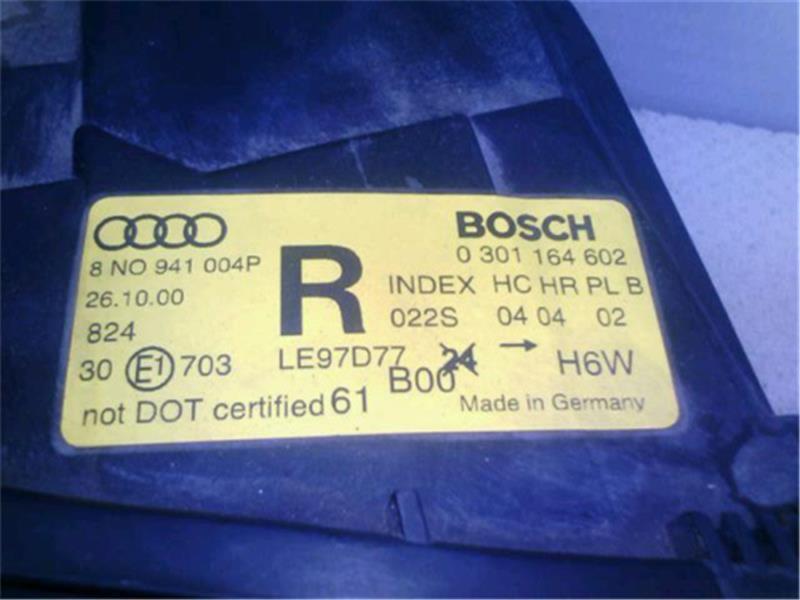 BOSCH
8 NO 941 004P
R
0 301 164 602
26.10.00
INDEX HC HR PL B
824
022S 04 04 02
30 E1 703
LE97D77 24 → H6W
not DOT certified 61 B00
Made in Germany